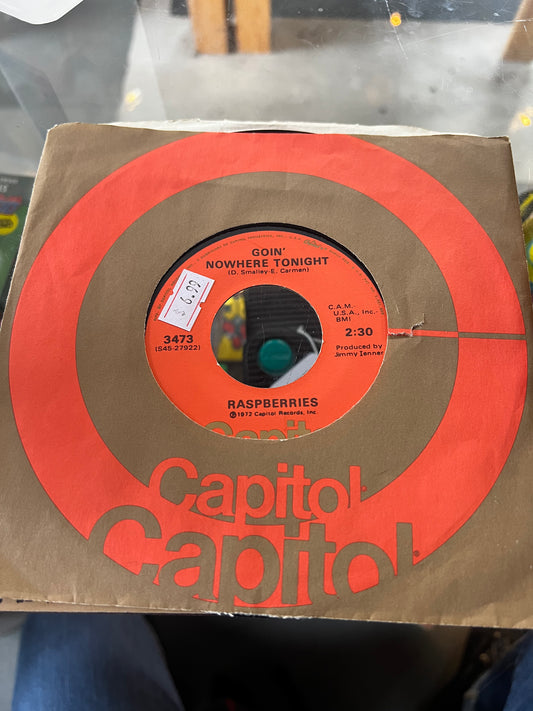 GOIN'
NOWHERE TONIGHT
(D. Smalley-E. Carmen)
6.99
3473
(S45-27922)
C.A.M.
U.S.A., Inc.-
BMI
2:30
Produced by
Jimmy Ienner
RASPBERRIES
℗©1972 Capitol Records, Inc.
Capitol
Capitol
Capitol®